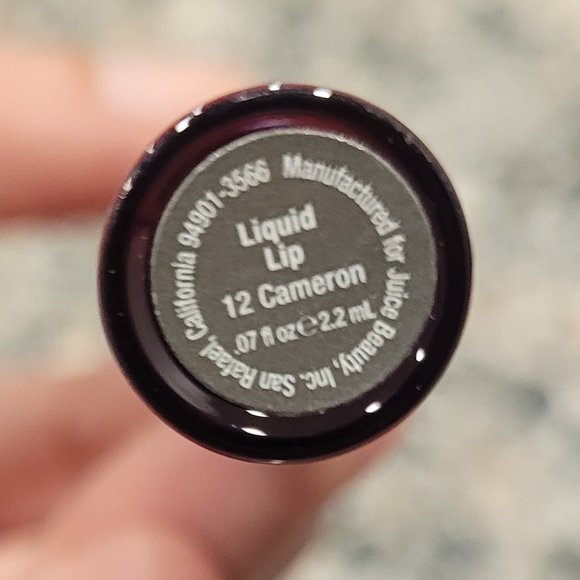 Liquid
Lip
12 Cameron
.07 fl oz ℮ 2.2 mL
Manufactured for Juice Beauty, Inc. San Rafael, California 94901-3566